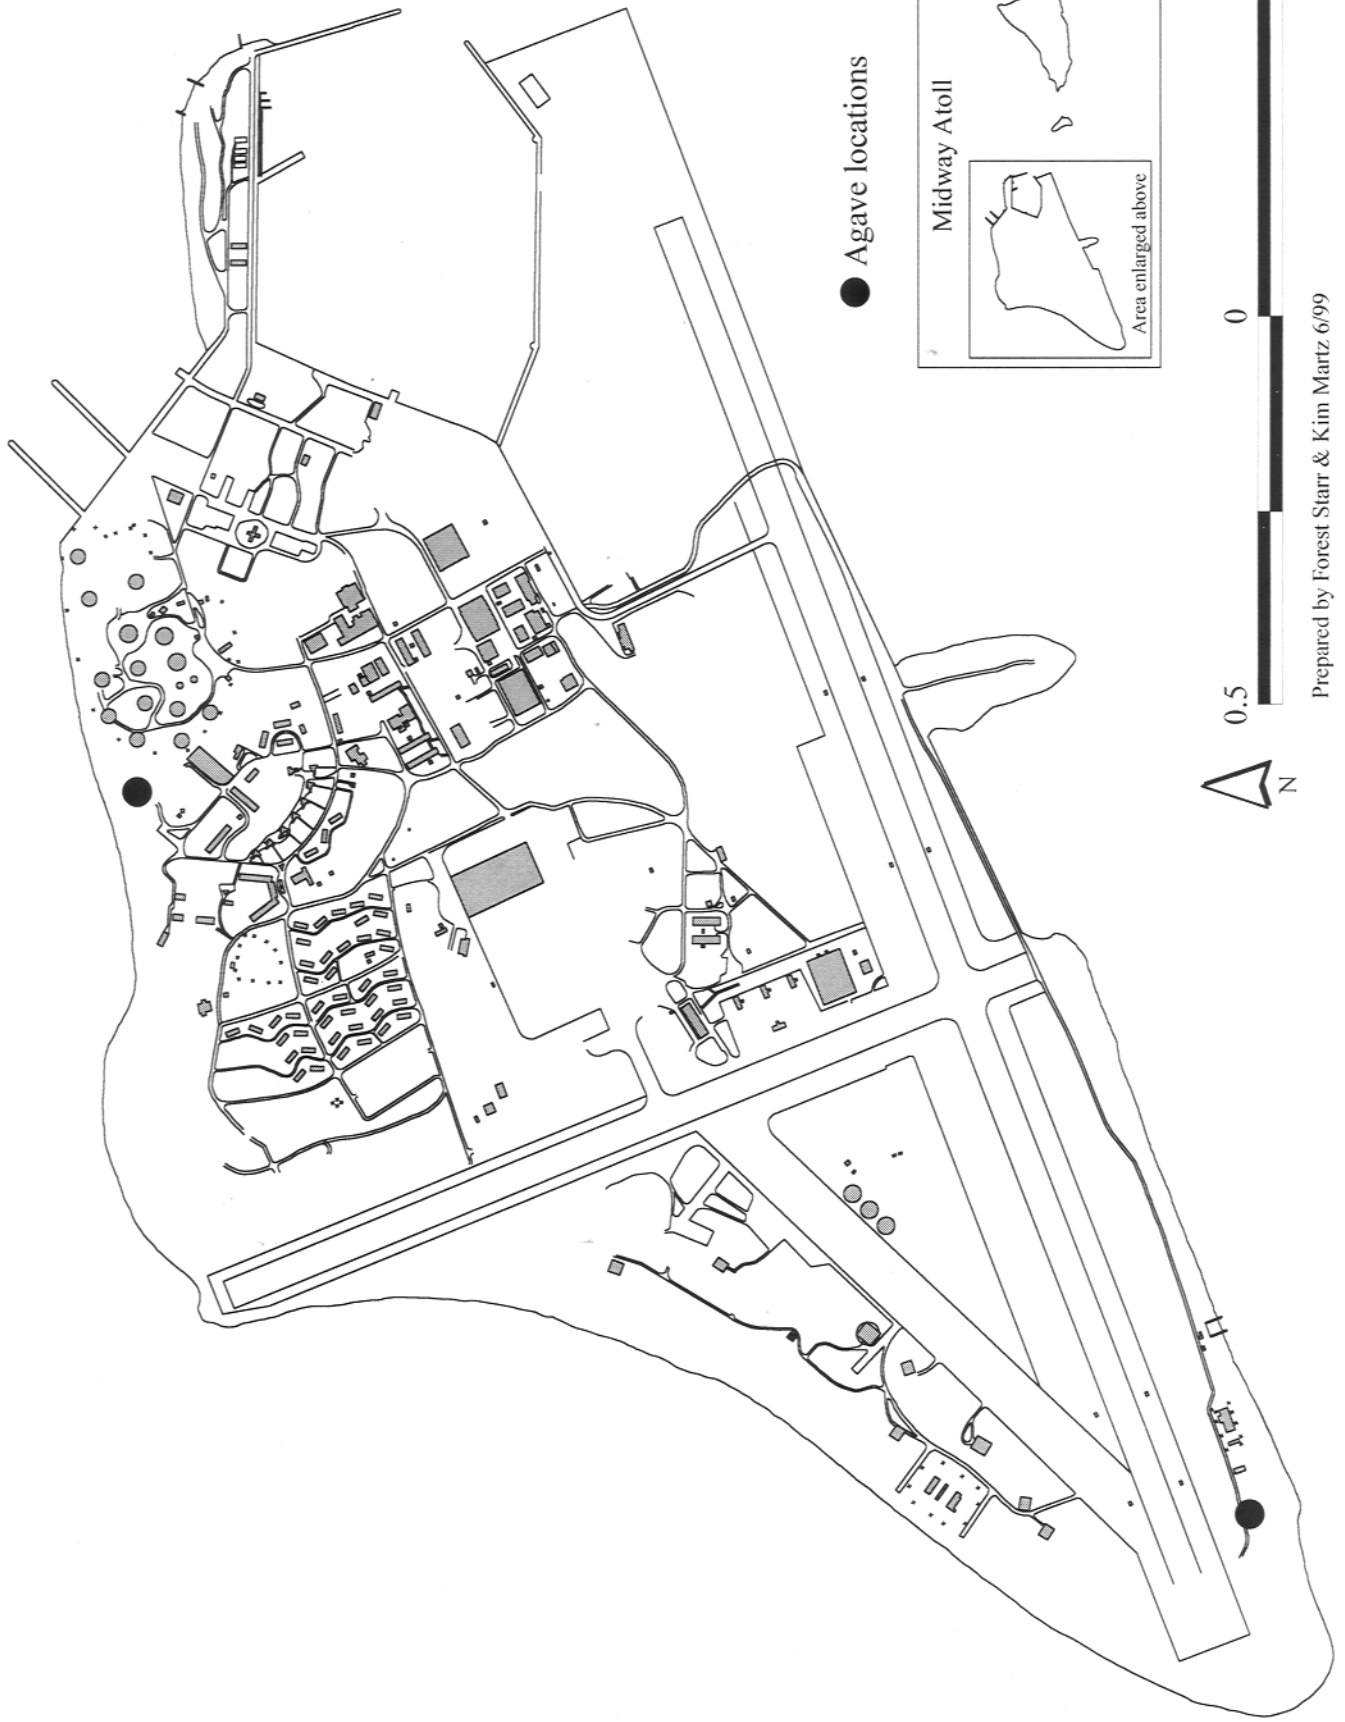 Agave locations
Midway Atoll
Area enlarged above
0.5
0
N
Prepared by Forest Starr & Kim Martz 6/99